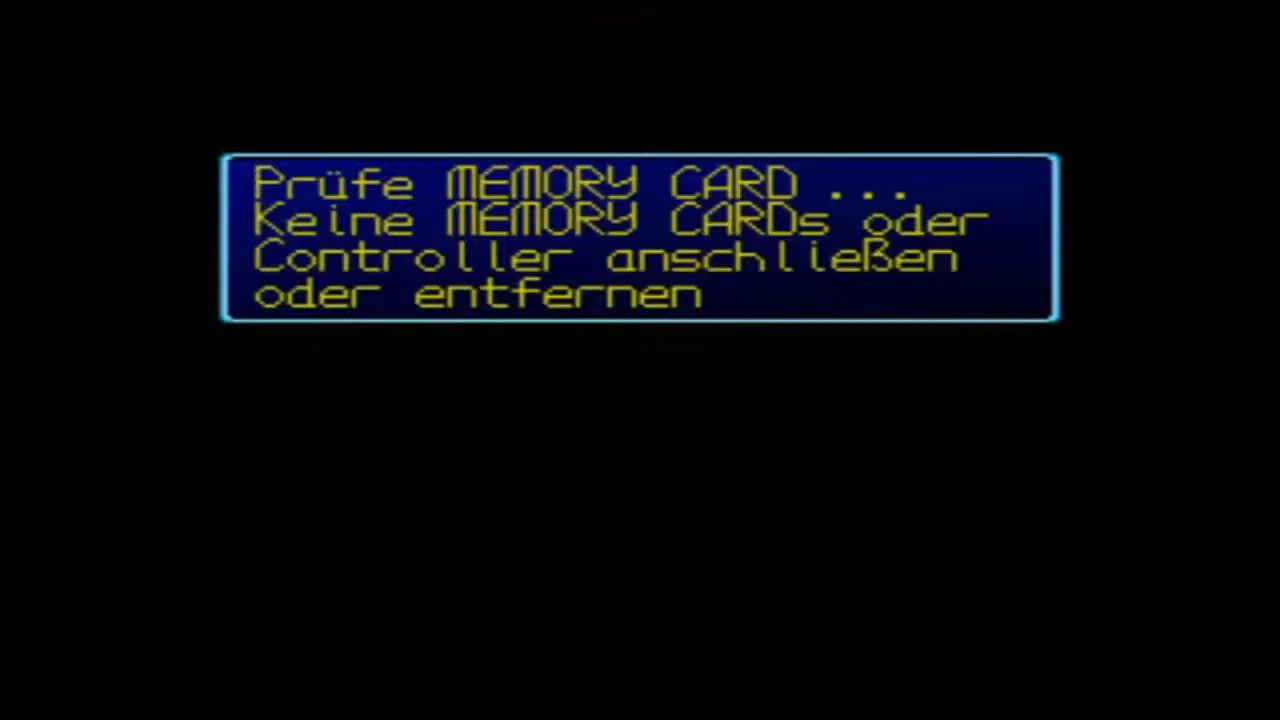 Prüfe MEMORY CARD ...
Keine MEMORY CARDs oder
Controller anschließen
oder entfernen